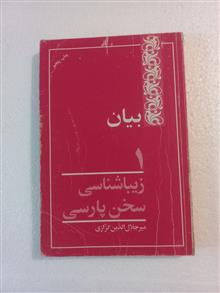 بیان
۱
زیباشناسی
سخن پارسی
میرجلال‌الدین کزازی